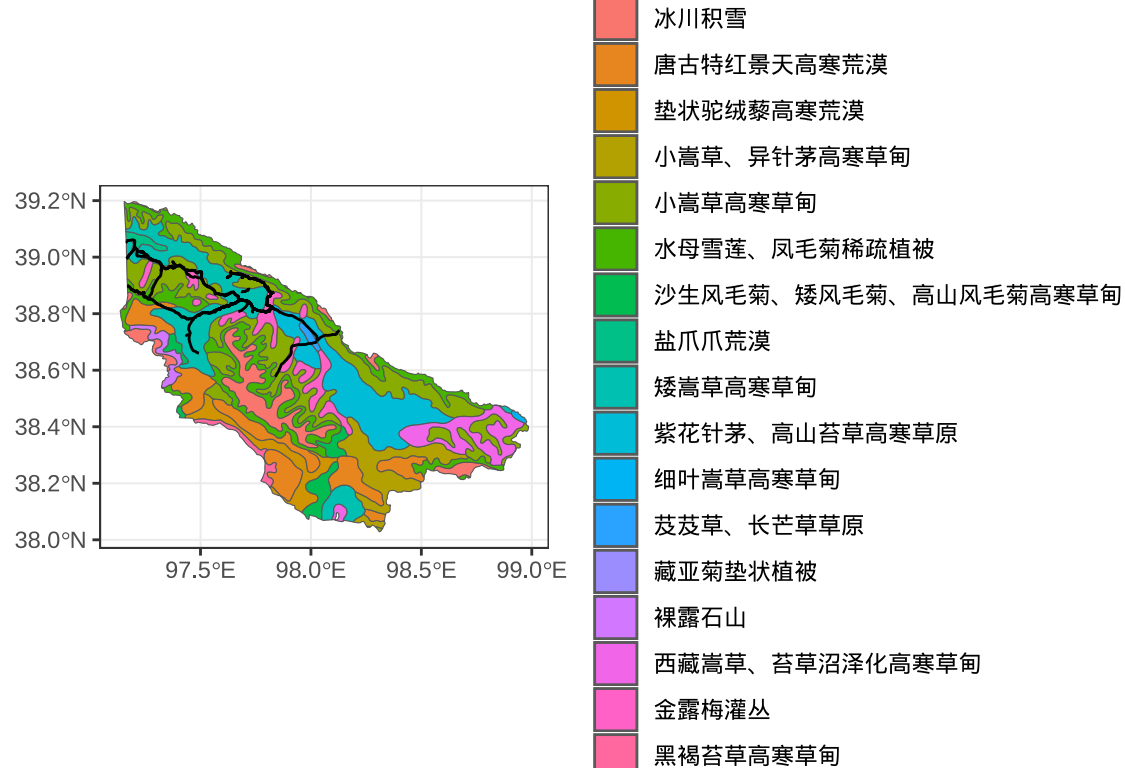 冰川积雪
唐古特红景天高寒荒漠
垫状驼绒藜高寒荒漠
小嵩草、异针茅高寒草甸
小嵩草高寒草甸
水母雪莲、凤毛菊稀疏植被
沙生风毛菊、矮风毛菊、高山风毛菊高寒草甸
盐爪爪荒漠
矮嵩草高寒草甸
紫花针茅、高山苔草高寒草原
细叶嵩草高寒草甸
芨芨草、长芒草草原
藏亚菊垫状植被
裸露石山
西藏嵩草、苔草沼泽化高寒草甸
金露梅灌丛
黑褐苔草高寒草甸
39.2°N
39.0°N
38.8°N
38.6°N
38.4°N
38.2°N
38.0°N
97.5°E 98.0°E 98.5°E 99.0°E